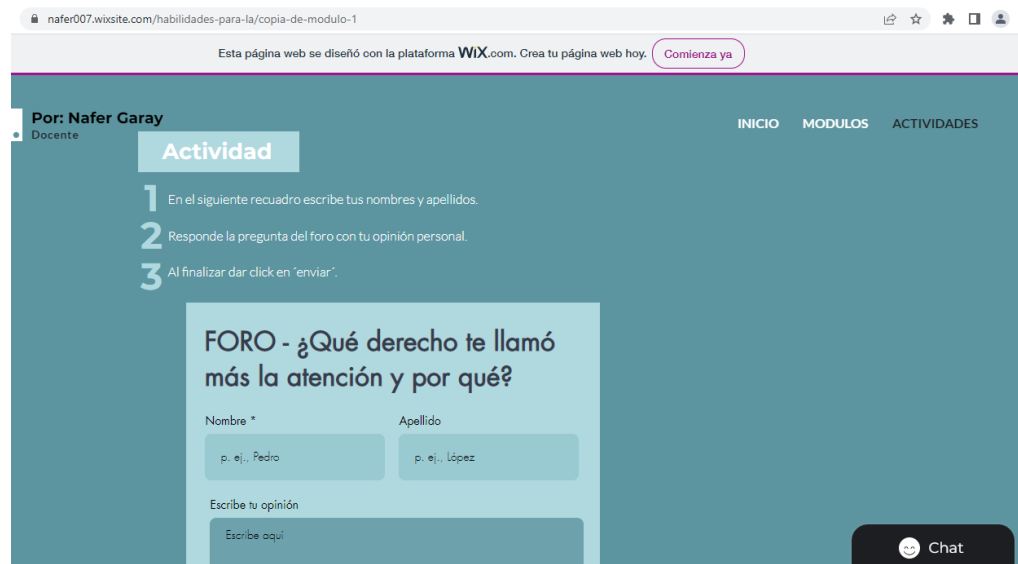 nafer007.wixsite.com/habilidades-para-la/copia-de-modulo-1
Esta página web se diseñó con la plataforma WiX.com. Crea tu página web hoy. Comienza ya
Por: Nafer Garay
Docente
INICIO MODULOS ACTIVIDADES
Actividad
1 En el siguiente recuadro escribe tus nombres y apellidos.
2 Responde la pregunta del foro con tu opinión personal.
3 Al finalizar dar click en ´enviar´.
FORO - ¿Qué derecho te llamó
más la atención y por qué?
Nombre * Apellido
p. ej., Pedro p. ej., López
Escribe tu opinión
Escribe aquí
Chat